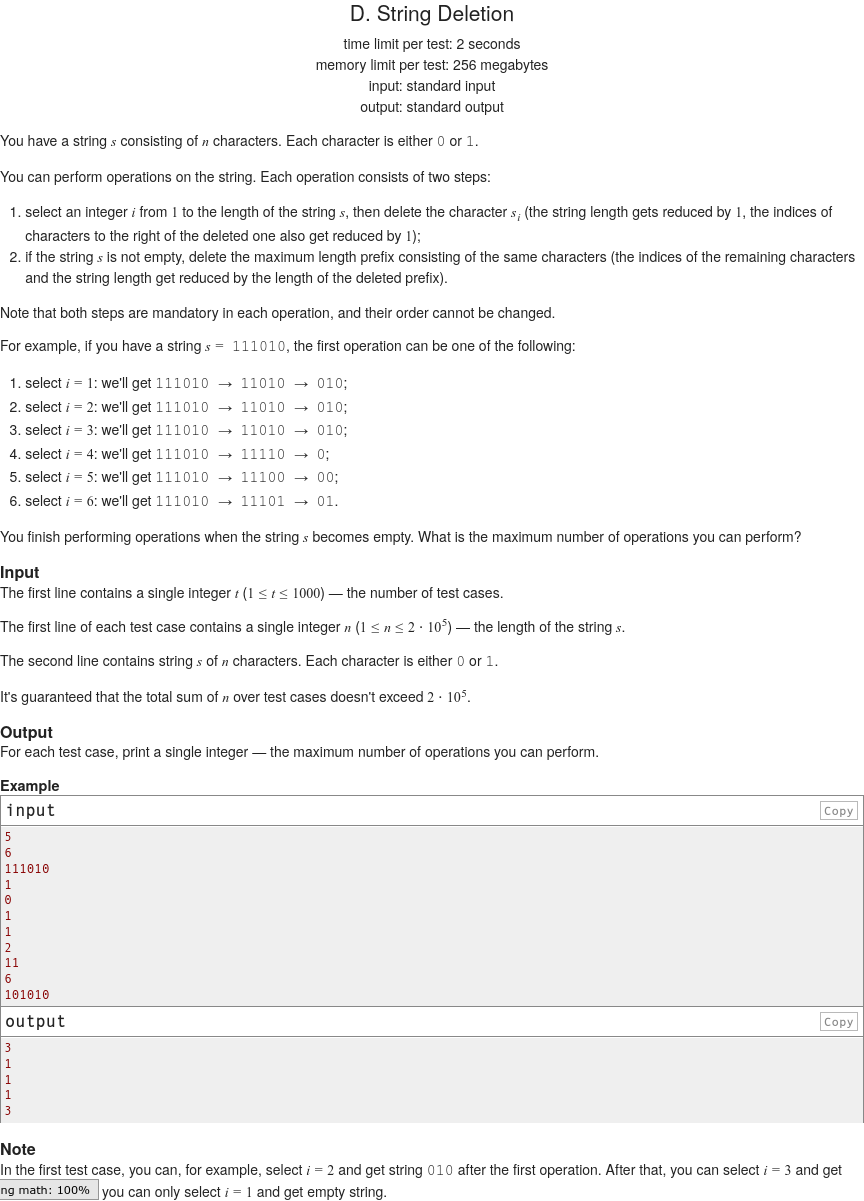 D. String Deletion
time limit per test: 2 seconds
memory limit per test: 256 megabytes
input: standard input
output: standard output
You have a string s consisting of n characters. Each character is either 0 or 1.
You can perform operations on the string. Each operation consists of two steps:
1. select an integer i from 1 to the length of the string s, then delete the character s_i (the string length gets reduced by 1, the indices of
characters to the right of the deleted one also get reduced by 1);
2. if the string s is not empty, delete the maximum length prefix consisting of the same characters (the indices of the remaining characters
and the string length get reduced by the length of the deleted prefix).
Note that both steps are mandatory in each operation, and their order cannot be changed.
For example, if you have a string s = 111010, the first operation can be one of the following:
1. select i = 1: we'll get 111010 → 11010 → 010;
2. select i = 2: we'll get 111010 → 11010 → 010;
3. select i = 3: we'll get 111010 → 11010 → 010;
4. select i = 4: we'll get 111010 → 11110 → 0;
5. select i = 5: we'll get 111010 → 11100 → 00;
6. select i = 6: we'll get 111010 → 11101 → 01.
You finish performing operations when the string s becomes empty. What is the maximum number of operations you can perform?
Input
The first line contains a single integer t (1 ≤ t ≤ 1000) — the number of test cases.
The first line of each test case contains a single integer n (1 ≤ n ≤ 2 · 10^5) — the length of the string s.
The second line contains string s of n characters. Each character is either 0 or 1.
It's guaranteed that the total sum of n over test cases doesn't exceed 2 · 10^5.
Output
For each test case, print a single integer — the maximum number of operations you can perform.
Example
input Copy
5
6
111010
1
0
1
1
2
11
6
101010
output Copy
3
1
1
1
3
Note
In the first test case, you can, for example, select i = 2 and get string 010 after the first operation. After that, you can select i = 3 and get
ng math: 100% you can only select i = 1 and get empty string.